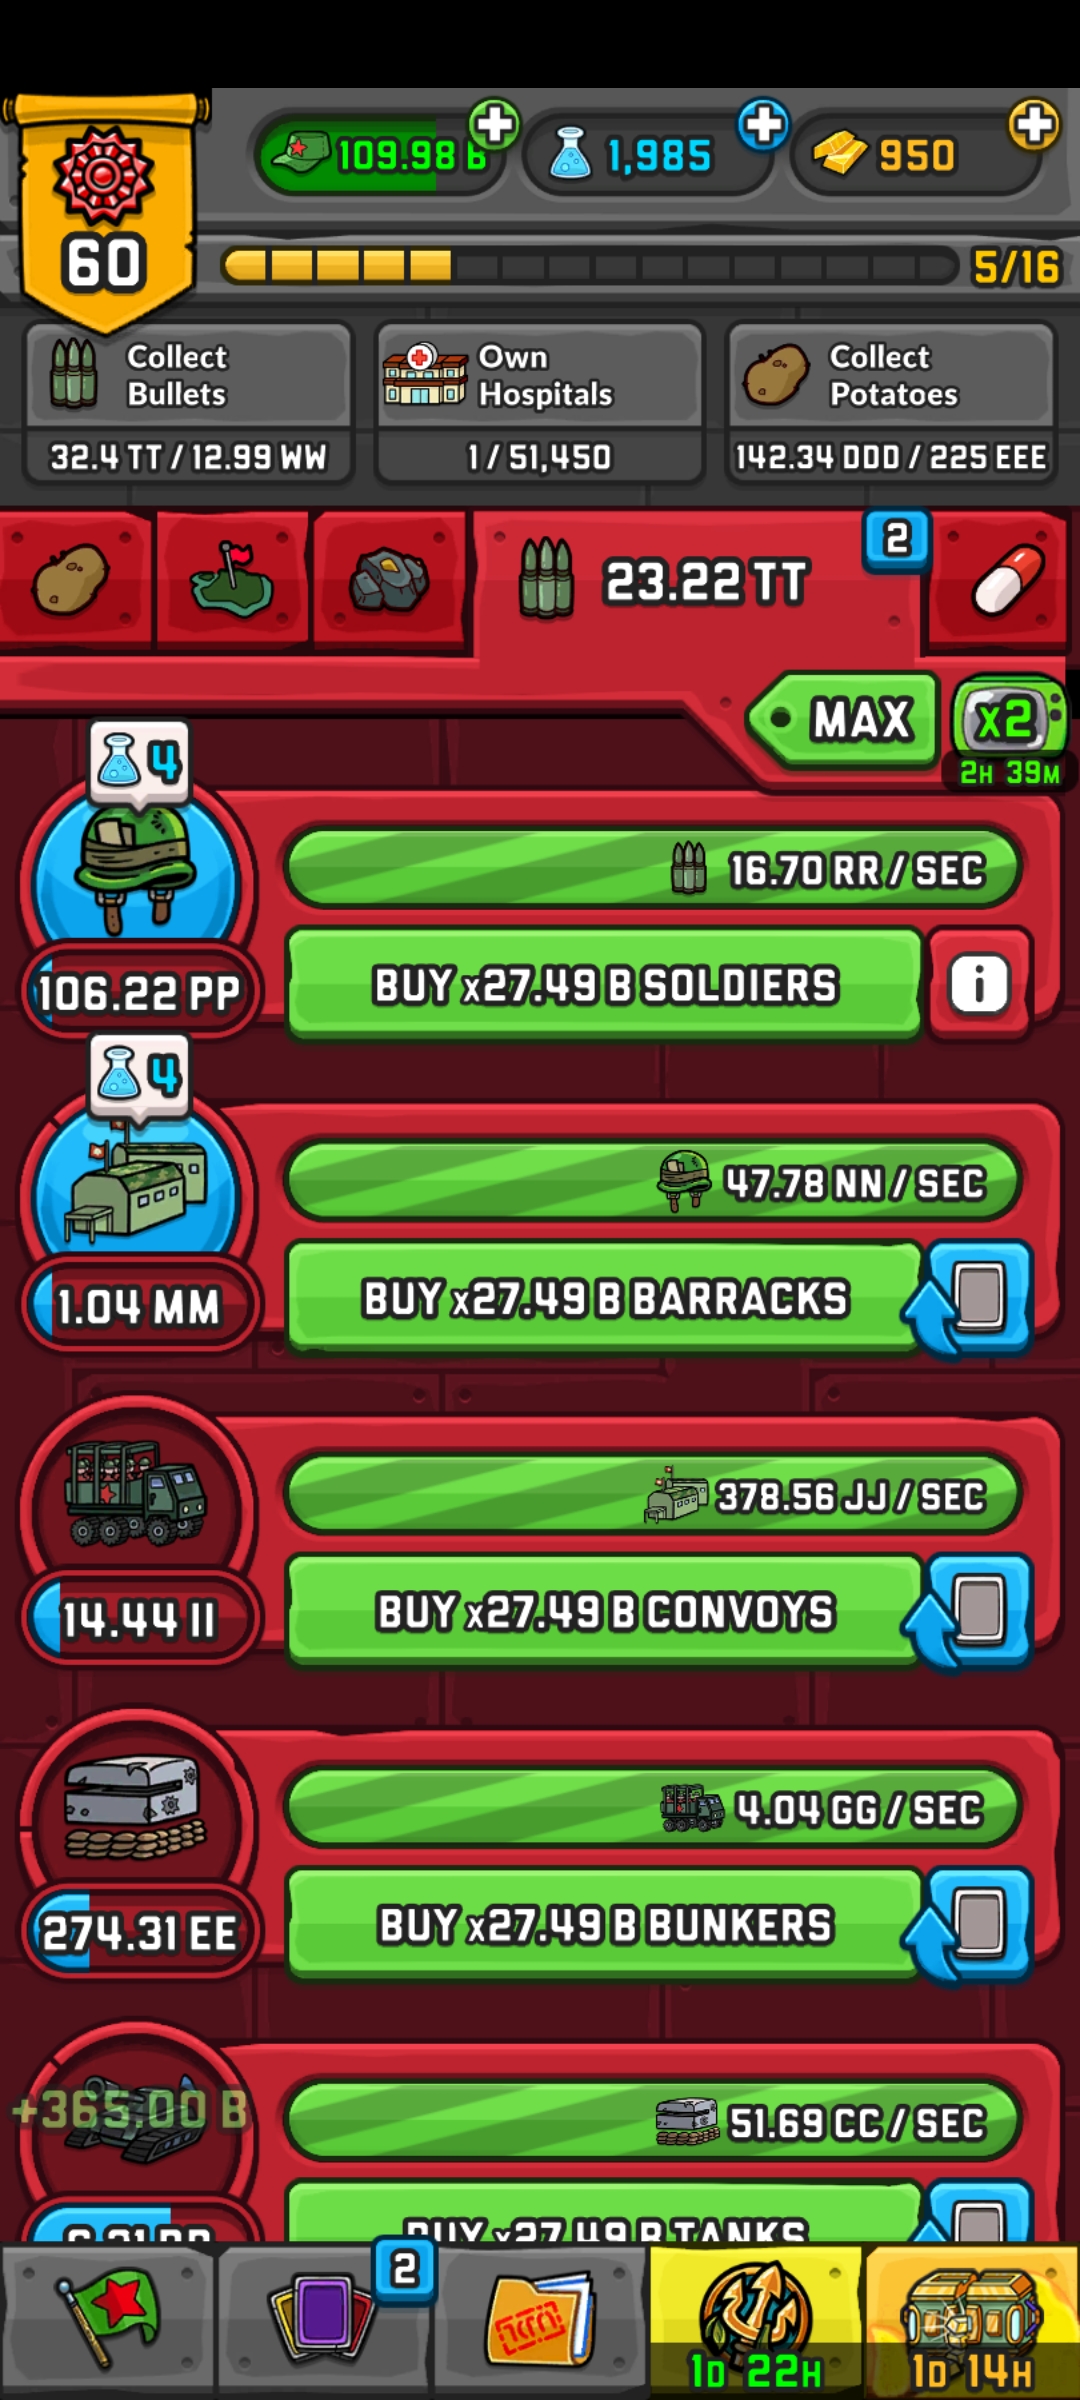 109.98 B
1,985
950
60
5/16
Collect Bullets
Own Hospitals
Collect Potatoes
32.4 TT / 12.99 WW
1 / 51,450
142.34 DDD / 225 EEE
23.22 TT
2
MAX
x2
2H 39M
4
16.70 RR / SEC
106.22 PP
BUY x27.49 B SOLDIERS
i
4
47.78 NN / SEC
1.04 MM
BUY x27.49 B BARRACKS
378.56 JJ / SEC
14.44 II
BUY x27.49 B CONVOYS
4.04 GG / SEC
274.31 EE
BUY x27.49 B BUNKERS
+365.00 B
51.69 CC / SEC
BUY x27.49 B TANKS
2
1D 22H
1D 14H